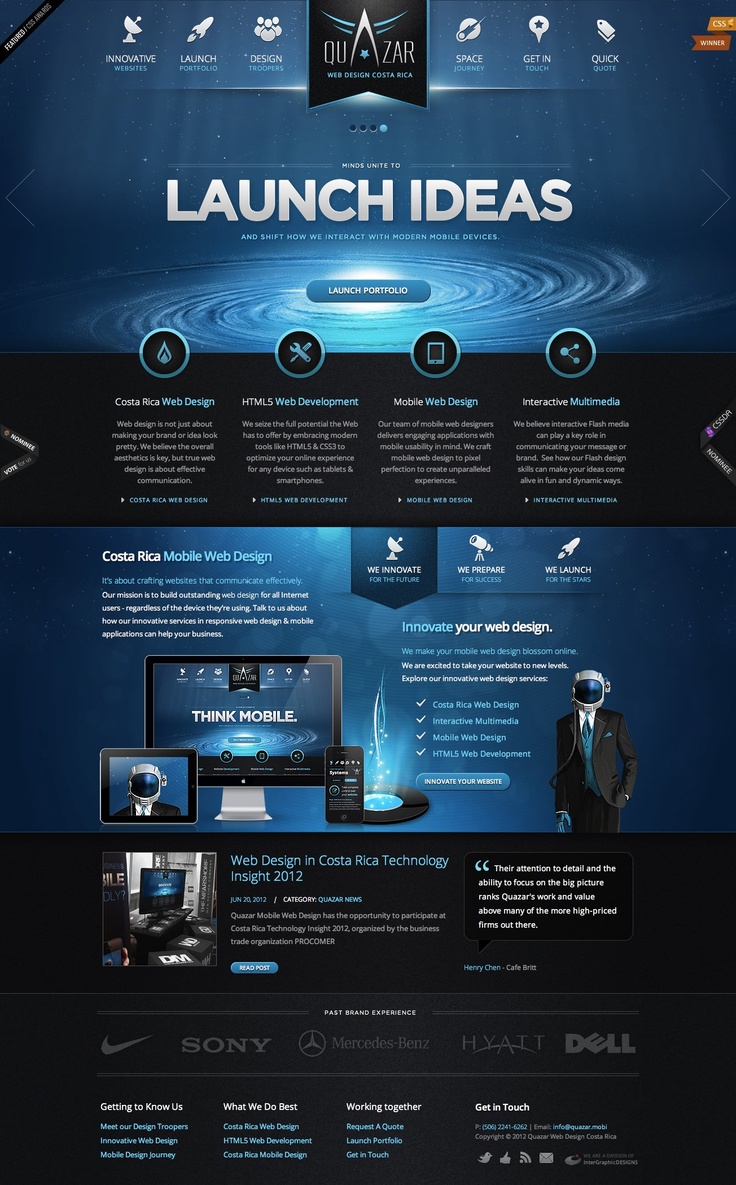 FEATURED / CSS AWARDS
CSS
WINNER
INNOVATIVE
WEBSITES
LAUNCH
PORTFOLIO
DESIGN
TROOPERS
QUAZAR
WEB DESIGN COSTA RICA
SPACE
JOURNEY
GET IN
TOUCH
QUICK
QUOTE
MINDS UNITE TO
LAUNCH IDEAS
AND SHIFT HOW WE INTERACT WITH MODERN MOBILE DEVICES.
LAUNCH PORTFOLIO
NOMINEE
VOTE for us
CSSDA
NOMINEE
Costa Rica Web Design
Web design is not just about
making your brand or idea look
pretty. We believe the overall
aesthetics is key, but true web
design is about effective
communication.
COSTA RICA WEB DESIGN
HTML5 Web Development
We seize the full potential the Web
has to offer by embracing modern
tools like HTML5 & CSS3 to
optimize your online experience
for any device such as tablets &
smartphones.
HTML5 WEB DEVELOPMENT
Mobile Web Design
Our team of mobile web designers
delivers engaging applications with
mobile usability in mind. We craft
mobile web design to pixel
perfection to create unparalleled
experiences.
MOBILE WEB DESIGN
Interactive Multimedia
We believe interactive Flash media
can play a key role in
communicating your message or
brand. See how our Flash design
skills can make your ideas come
alive in fun and dynamic ways.
INTERACTIVE MULTIMEDIA
Costa Rica Mobile Web Design
It's about crafting websites that communicate effectively.
Our mission is to build outstanding web design for all Internet
users - regardless of the device they're using. Talk to us about
how our innovative services in responsive web design & mobile
applications can help your business.
WE INNOVATE
FOR THE FUTURE
WE PREPARE
FOR SUCCESS
WE LAUNCH
FOR THE STARS
Innovate your web design.
We make your mobile web design blossom online.
We are excited to take your website to new levels.
Explore our innovative web design services:
Costa Rica Web Design
Interactive Multimedia
Mobile Web Design
HTML5 Web Development
INNOVATE YOUR WEBSITE
QUAZAR
THINK MOBILE.
Systems
Web Design in Costa Rica Technology
Insight 2012
JUN 20, 2012 / CATEGORY: QUAZAR NEWS
Quazar Mobile Web Design has the opportunity to participate at
Costa Rica Technology Insight 2012, organized by the business
trade organization PROCOMER
READ POST
DM
“ Their attention to detail and the
ability to focus on the big picture
ranks Quazar's work and value
above many of the more high-priced
firms out there.
Henry Chen - Cafe Britt
PAST BRAND EXPERIENCE
SONY
Mercedes-Benz
HYATT
DELL
Getting to Know Us
Meet our Design Troopers
Innovative Web Design
Mobile Design Journey
What We Do Best
Costa Rica Web Design
HTML5 Web Development
Costa Rica Mobile Design
Working together
Request A Quote
Launch Portfolio
Get in Touch
Get in Touch
P: (506) 2241-6262 | Email: info@quazar.mobi
Copyright © 2012 Quazar Web Design Costa Rica
WE ARE A DIVISION OF
InterGraphicDESIGNS